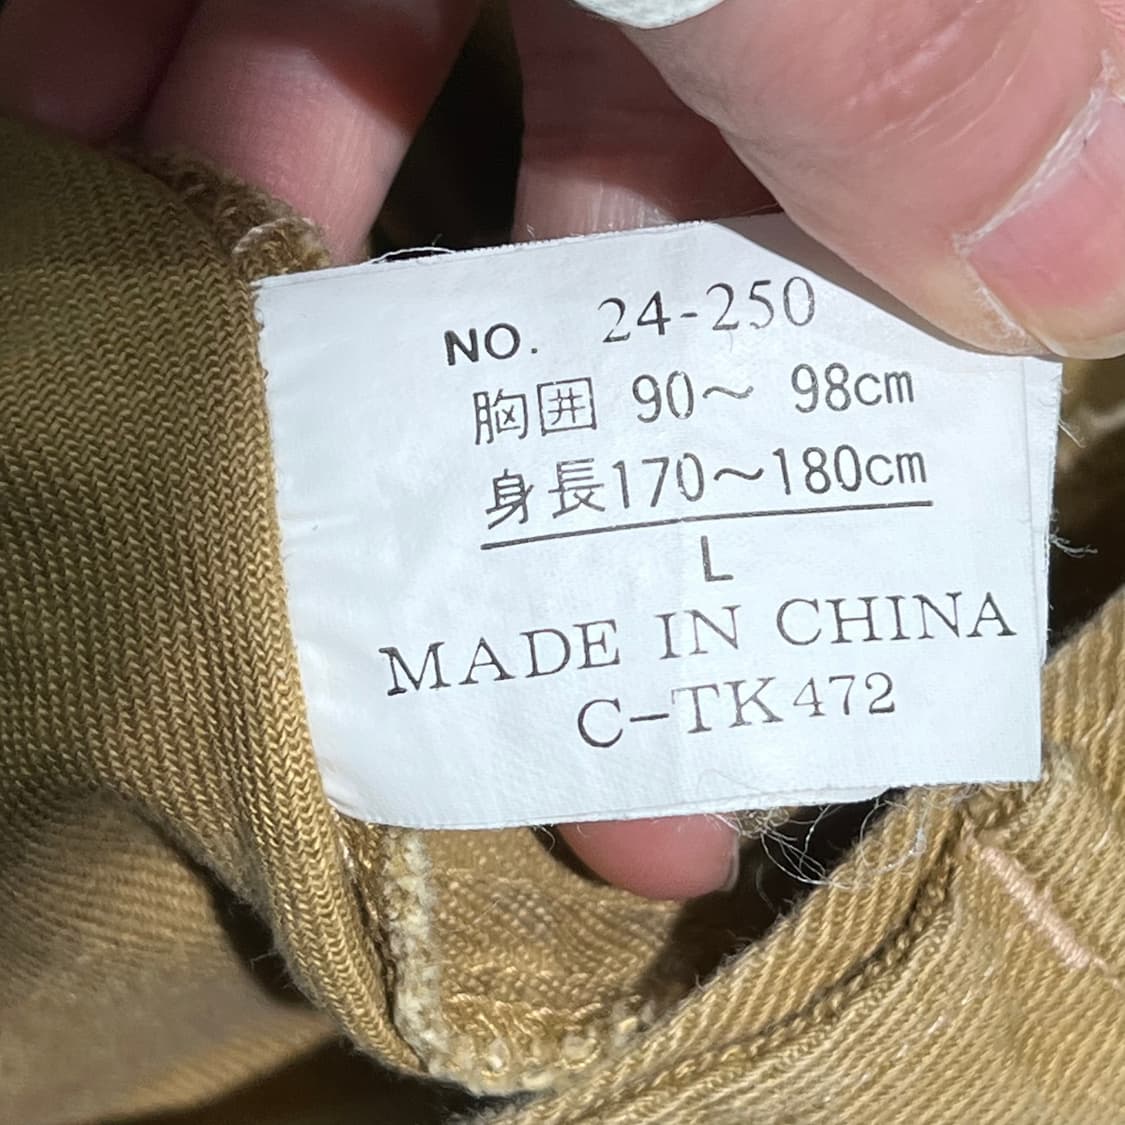 NO. 24-250
胸囲 90～ 98cm
身長170～180cm
L
MADE IN CHINA
C-TK472